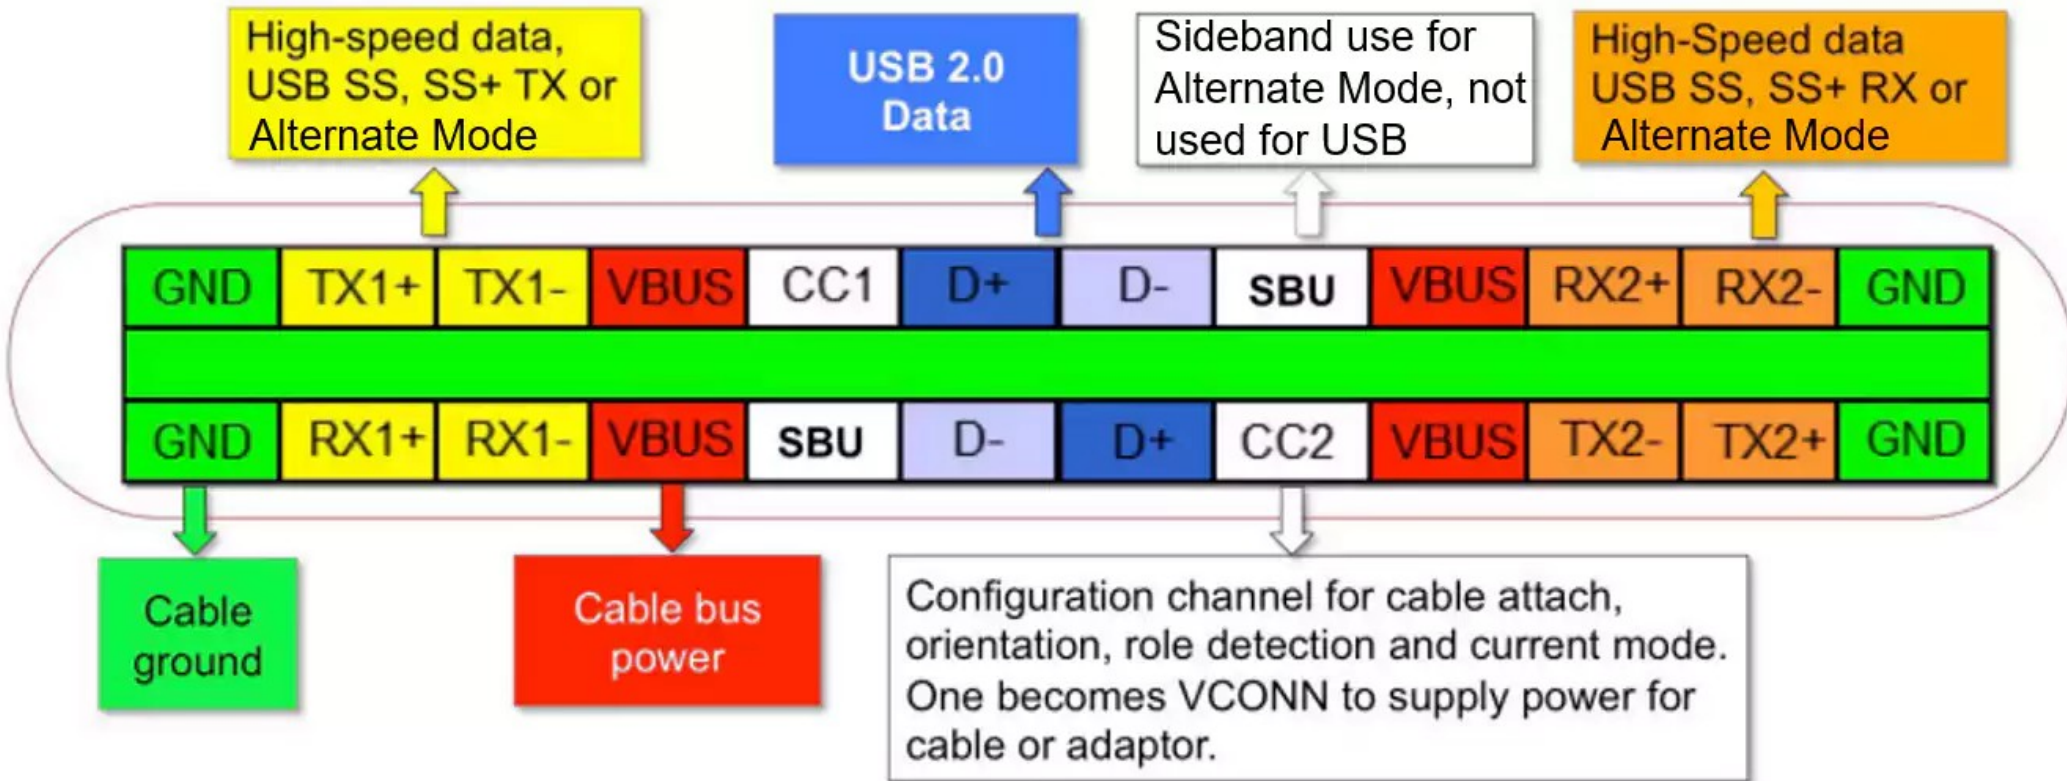 High-speed data,
USB SS, SS+ TX or
Alternate Mode
USB 2.0
Data
Sideband use for
Alternate Mode, not
used for USB
High-Speed data
USB SS, SS+ RX or
Alternate Mode
GND TX1+ TX1- VBUS CC1 D+ D- SBU VBUS RX2+ RX2- GND
GND RX1+ RX1- VBUS SBU D- D+ CC2 VBUS TX2- TX2+ GND
Cable
ground
Cable bus
power
Configuration channel for cable attach,
orientation, role detection and current mode.
One becomes VCONN to supply power for
cable or adaptor.